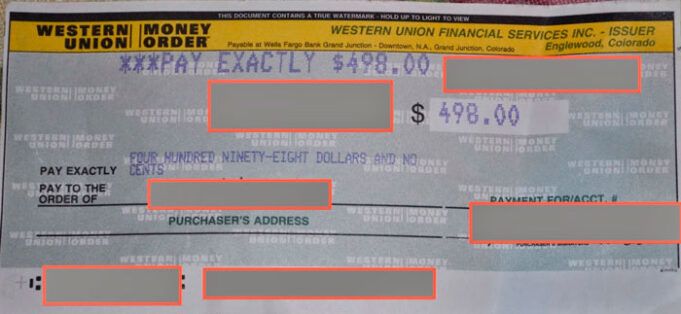 THIS DOCUMENT CONTAINS A TRUE WATERMARK - HOLD UP TO LIGHT TO VIEW
WESTERN UNION MONEY ORDER
WESTERN UNION FINANCIAL SERVICES INC. - ISSUER
Englewood, Colorado
Payable at Wells Fargo Bank Grand Junction - Downtown, N.A., Grand Junction, Colorado
***PAY EXACTLY $498.00
$ 498.00
PAY EXACTLY FOUR HUNDRED NINETY-EIGHT DOLLARS AND NO CENTS
PAY TO THE ORDER OF
PAYMENT FOR/ACCT. #
PURCHASER'S ADDRESS